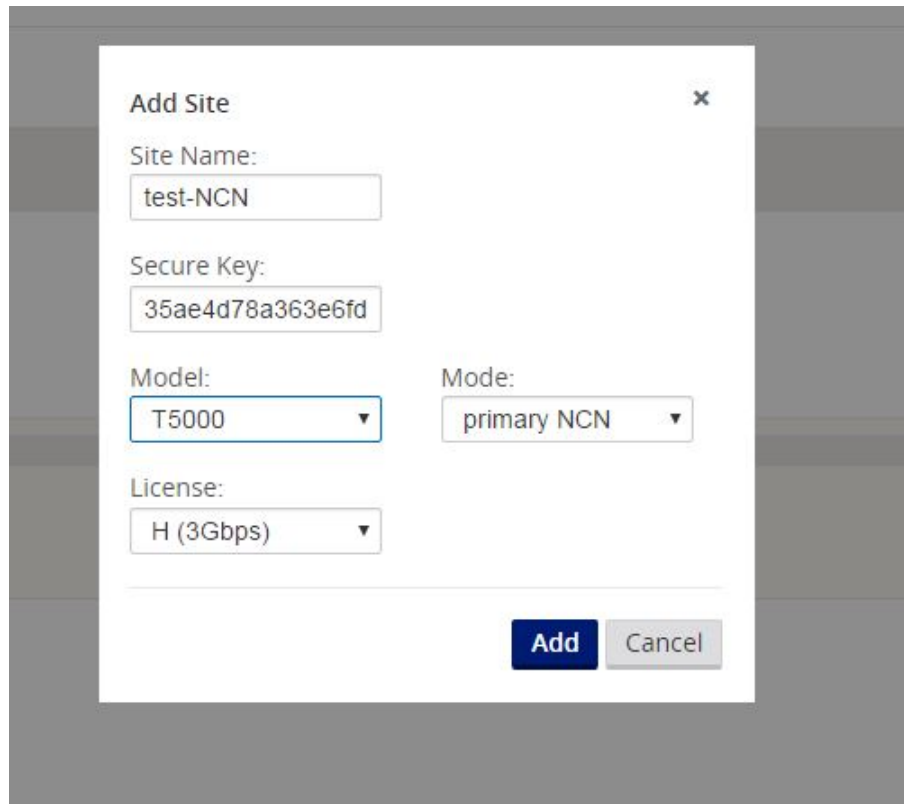 Add Site
×
Site Name:
test-NCN
Secure Key:
35ae4d78a363e6fd
Model: Mode:
T5000 primary NCN
License:
H (3Gbps)
Add Cancel